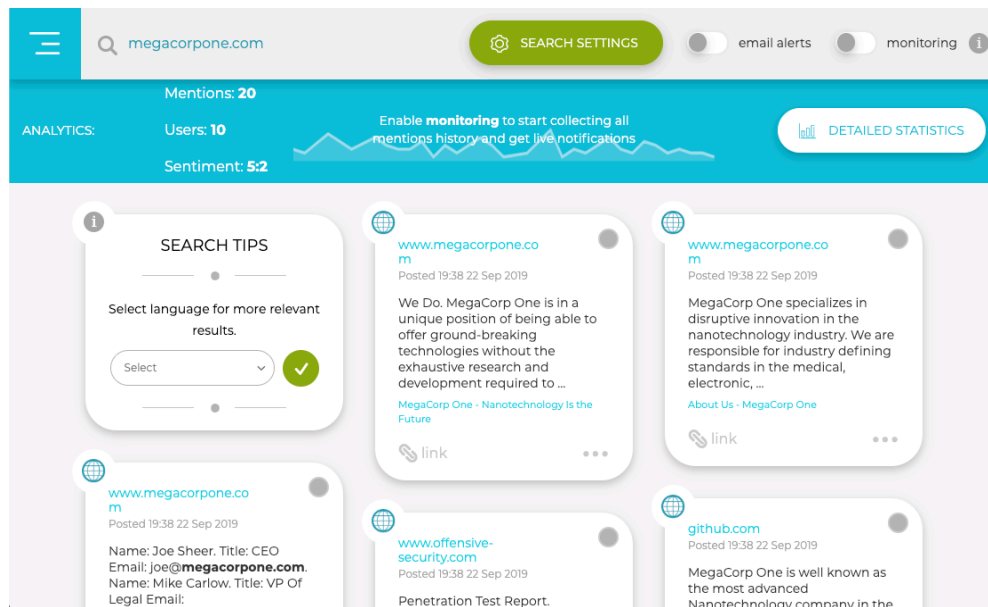 megacorpone.com
SEARCH SETTINGS
email alerts
monitoring
i
ANALYTICS:
Mentions: 20
Users: 10
Sentiment: 5:2
Enable monitoring to start collecting all
mentions history and get live notifications
DETAILED STATISTICS
i
SEARCH TIPS
Select language for more relevant
results.
Select
www.megacorpone.co
m
Posted 19:38 22 Sep 2019
We Do. MegaCorp One is in a
unique position of being able to
offer ground-breaking
technologies without the
exhaustive research and
development required to ...
MegaCorp One - Nanotechnology Is the
Future
link
www.megacorpone.co
m
Posted 19:38 22 Sep 2019
MegaCorp One specializes in
disruptive innovation in the
nanotechnology industry. We are
responsible for industry defining
standards in the medical,
electronic, ...
About Us - MegaCorp One
link
www.megacorpone.co
m
Posted 19:38 22 Sep 2019
Name: Joe Sheer. Title: CEO
Email: joe@megacorpone.com.
Name: Mike Carlow. Title: VP Of
Legal Email:
www.offensive-
security.com
Posted 19:38 22 Sep 2019
Penetration Test Report.
github.com
Posted 19:38 22 Sep 2019
MegaCorp One is well known as
the most advanced
Nanotechnology company in the